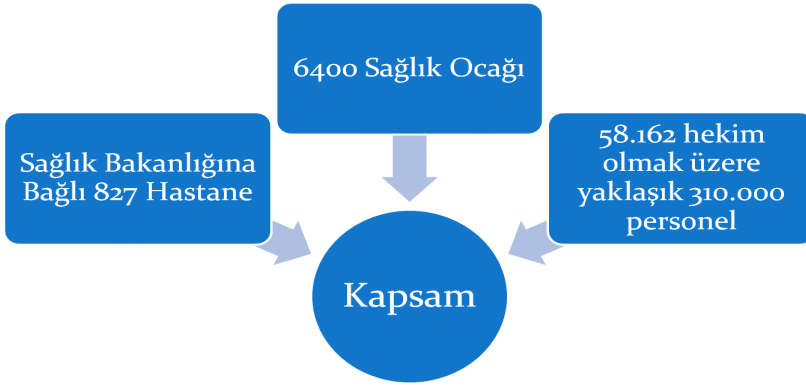 6400 Sağlık Ocağı
Sağlık Bakanlığına
Bağlı 827 Hastane
58.162 hekim
olmak üzere
yaklaşık 310.000
personel
Kapsam